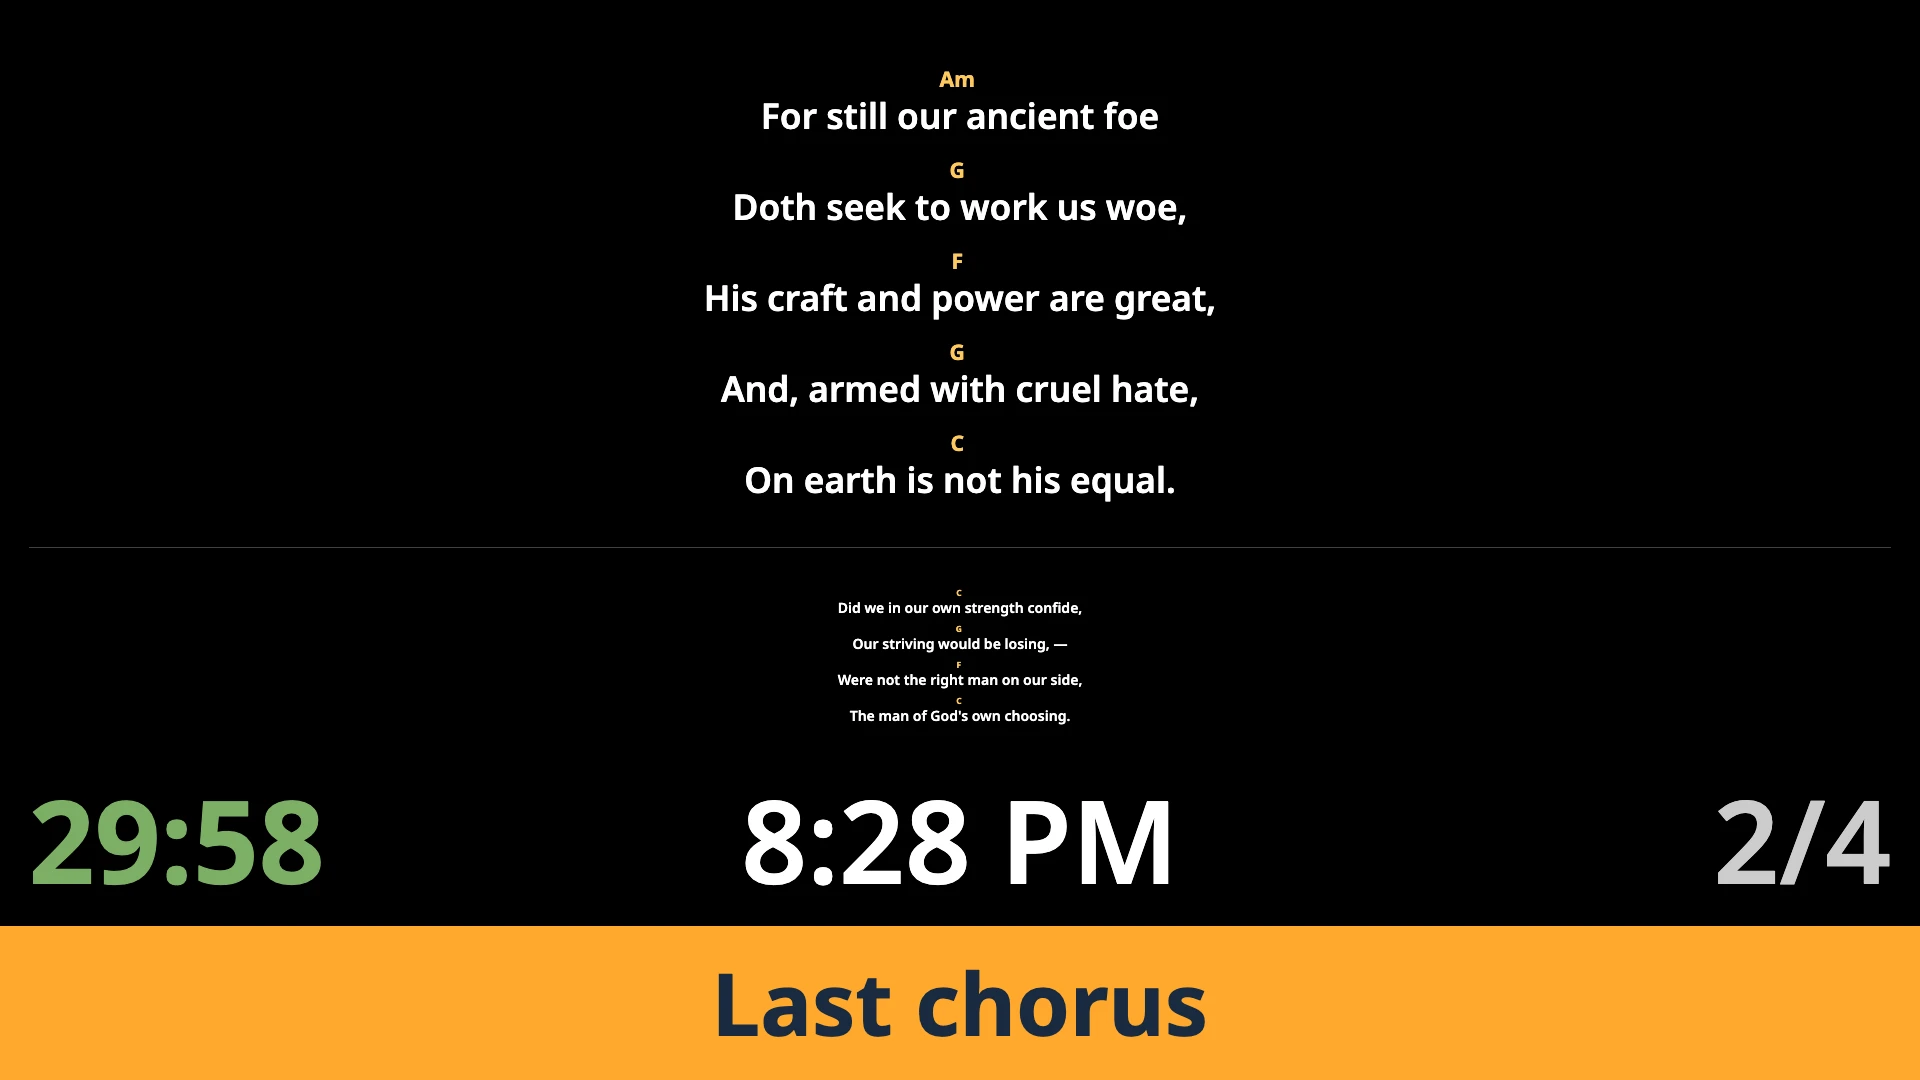 Am
For still our ancient foe
G
Doth seek to work us woe,
F
His craft and power are great,
G
And, armed with cruel hate,
C
On earth is not his equal.
C
Did we in our own strength confide,
G
Our striving would be losing, —
F
Were not the right man on our side,
C
The man of God's own choosing.
29:58 8:28 PM 2/4
Last chorus